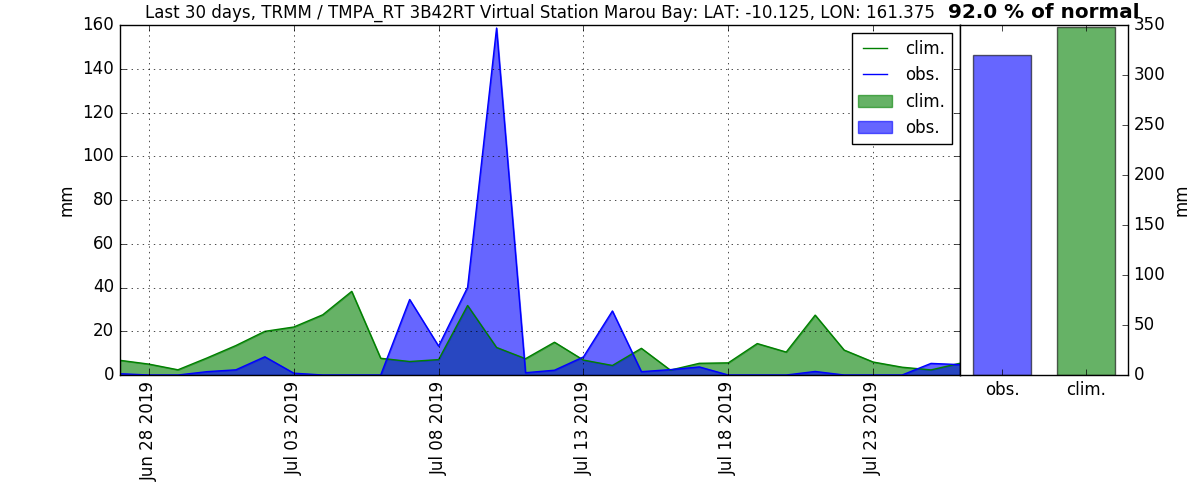 Last 30 days, TRMM / TMPA_RT 3B42RT Virtual Station Marou Bay: LAT: -10.125, LON: 161.375 92.0 % of normal
160
140
120
100
80
60
40
20
0
mm
clim.
obs.
clim.
obs.
Jun 28 2019
Jul 03 2019
Jul 08 2019
Jul 13 2019
Jul 18 2019
Jul 23 2019
350
300
250
200
150
100
50
0
mm
obs.
clim.